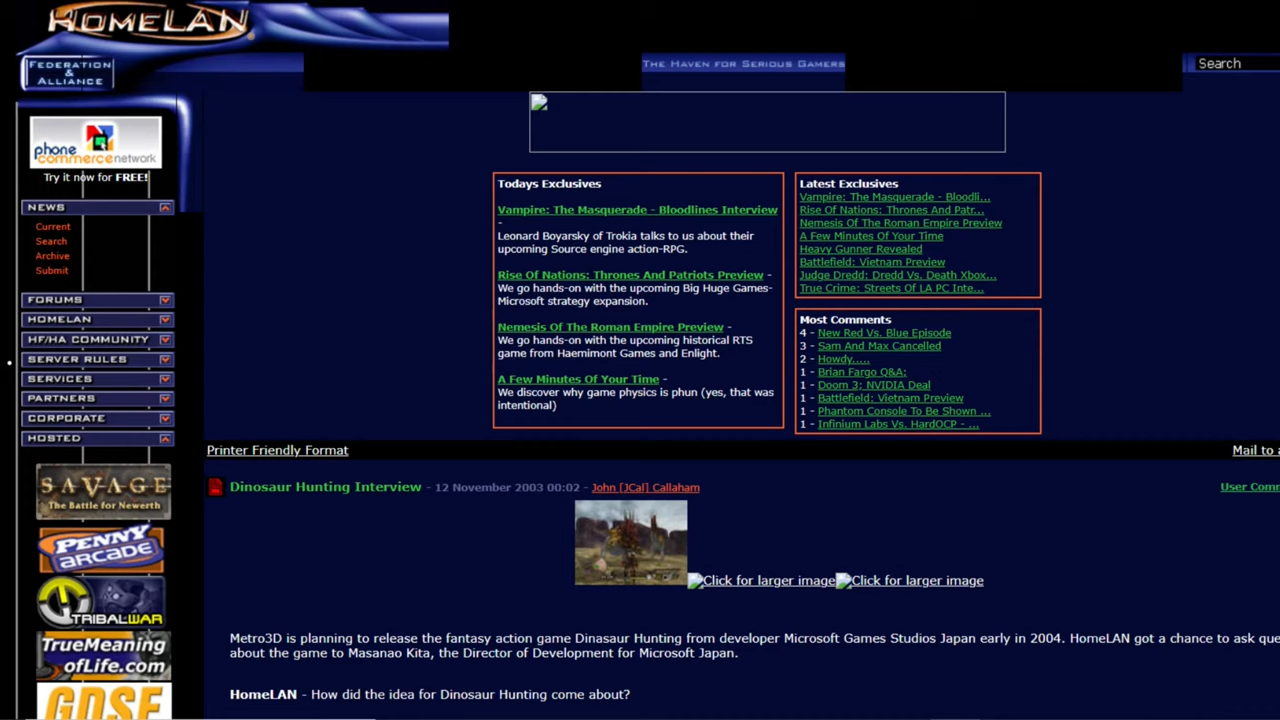 HOMELAN
FEDERATION
&
ALLIANCE
THE HAVEN FOR SERIOUS GAMERS
Search
phone
commerce network
Try it now for FREE!
NEWS
Current
Search
Archive
Submit
FORUMS
HOMELAN
HF/HA COMMUNITY
SERVER RULES
SERVICES
PARTNERS
CORPORATE
HOSTED
SAVAGE
The Battle for Newerth
PENNY
ARCADE
TRIBALWAR
TrueMeaning
ofLife.com
GDSF
Todays Exclusives
Vampire: The Masquerade - Bloodlines Interview
-
Leonard Boyarsky of Trokia talks to us about their
upcoming Source engine action-RPG.
Rise Of Nations: Thrones And Patriots Preview -
We go hands-on with the upcoming Big Huge Games-
Microsoft strategy expansion.
Nemesis Of The Roman Empire Preview -
We go hands-on with the upcoming historical RTS
game from Haemimont Games and Enlight.
A Few Minutes Of Your Time -
We discover why game physics is phun (yes, that was
intentional)
Latest Exclusives
Vampire: The Masquerade - Bloodli...
Rise Of Nations: Thrones And Patr...
Nemesis Of The Roman Empire Preview
A Few Minutes Of Your Time
Heavy Gunner Revealed
Battlefield: Vietnam Preview
Judge Dredd: Dredd Vs. Death Xbox...
True Crime: Streets Of LA PC Inte...
Most Comments
4 - New Red Vs. Blue Episode
3 - Sam And Max Cancelled
2 - Howdy.....
1 - Brian Fargo Q&A;
1 - Doom 3; NVIDIA Deal
1 - Battlefield: Vietnam Preview
1 - Phantom Console To Be Shown ...
1 - Infinium Labs Vs. HardOCP - ...
Printer Friendly Format
Mail to a
Dinosaur Hunting Interview - 12 November 2003 00:02 - John [JCal] Callaham
User Comm
Click for larger image Click for larger image
Metro3D is planning to release the fantasy action game Dinasaur Hunting from developer Microsoft Games Studios Japan early in 2004. HomeLAN got a chance to ask que
about the game to Masanao Kita, the Director of Development for Microsoft Japan.
HomeLAN - How did the idea for Dinosaur Hunting come about?